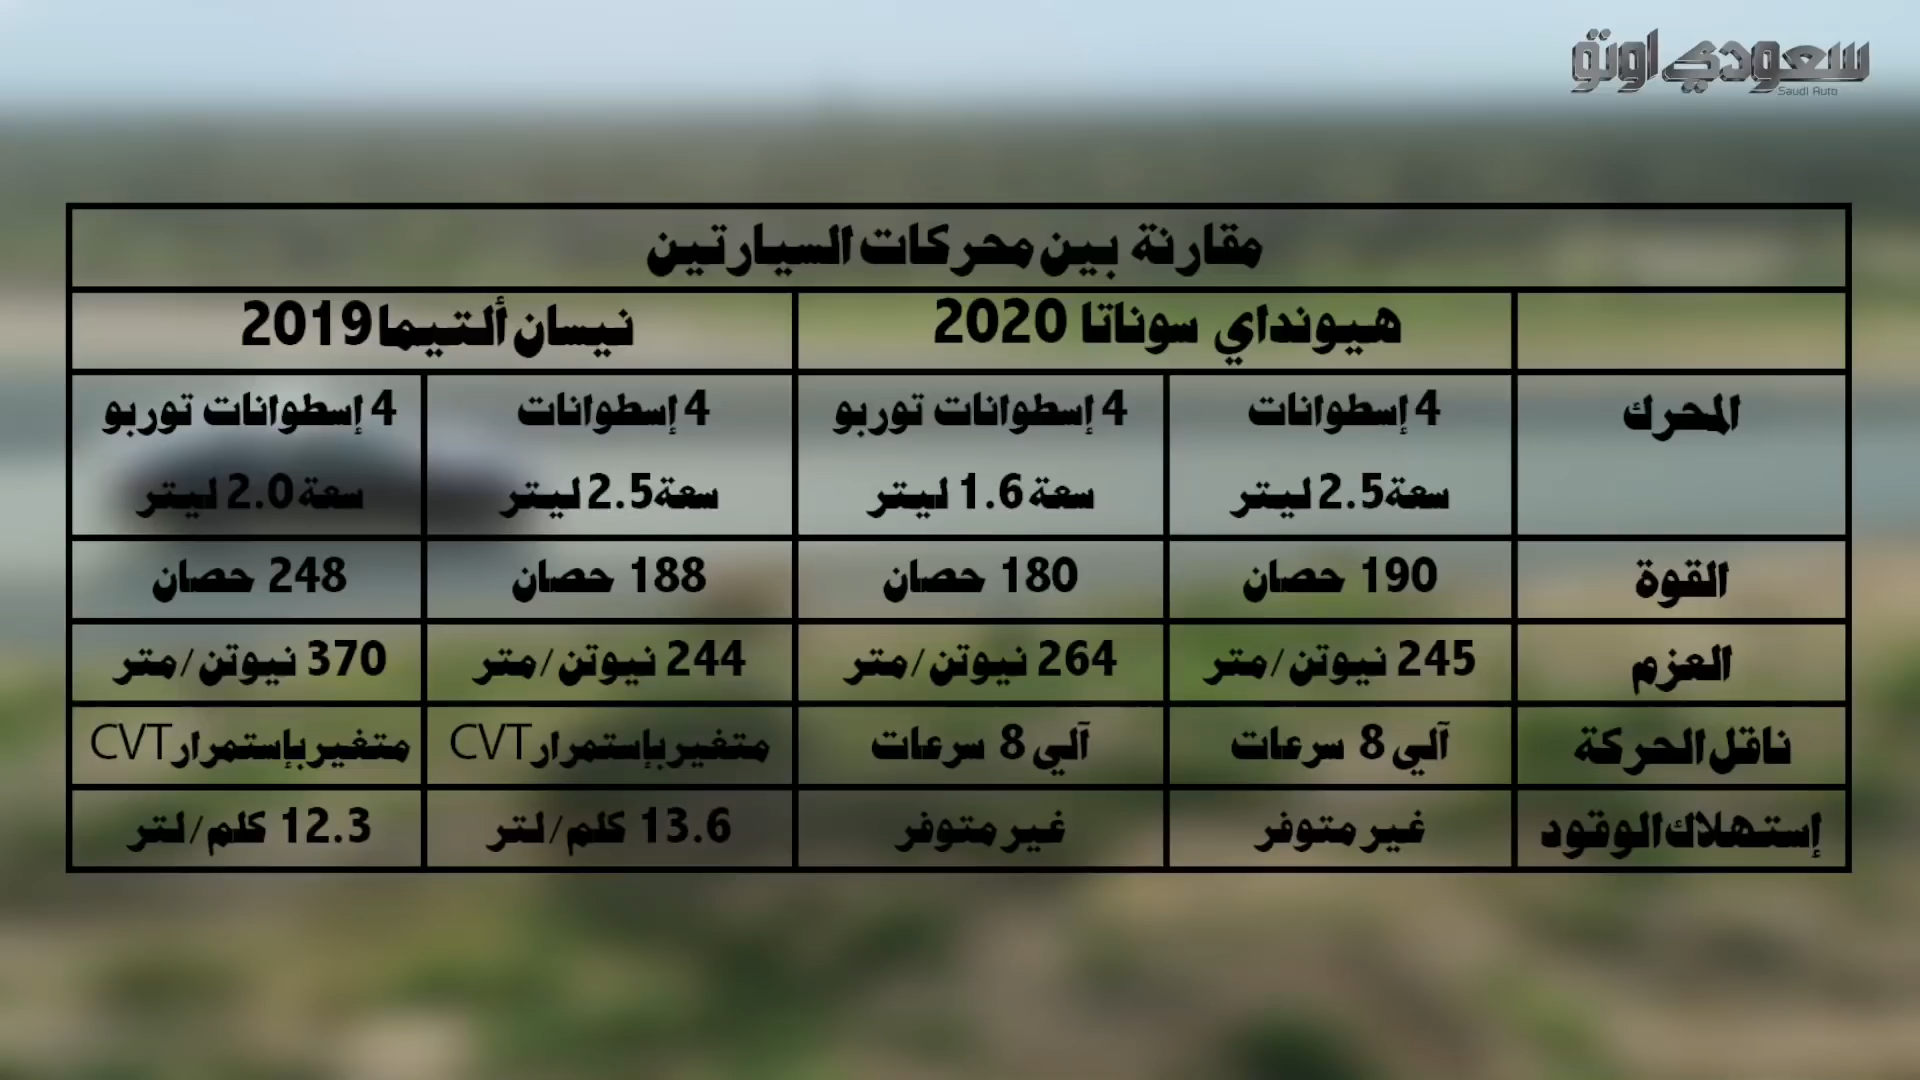 سعودي اوتو
Saudi Auto
مقارنة بين محركات السيارتين
هيونداي سوناتا 2020
نيسان ألتيما 2019
المحرك
4 إسطوانات
سعة 2.5 ليتر
4 إسطوانات توربو
سعة 1.6 ليتر
4 إسطوانات
سعة 2.5 ليتر
4 إسطوانات توربو
سعة 2.0 ليتر
القوة
190 حصان
180 حصان
188 حصان
248 حصان
العزم
245 نيوتن/متر
264 نيوتن/متر
244 نيوتن/متر
370 نيوتن/متر
ناقل الحركة
آلي 8 سرعات
آلي 8 سرعات
متغير بإستمرار CVT
متغير بإستمرار CVT
إستهلاك الوقود
غير متوفر
غير متوفر
13.6 كلم/لتر
12.3 كلم/لتر